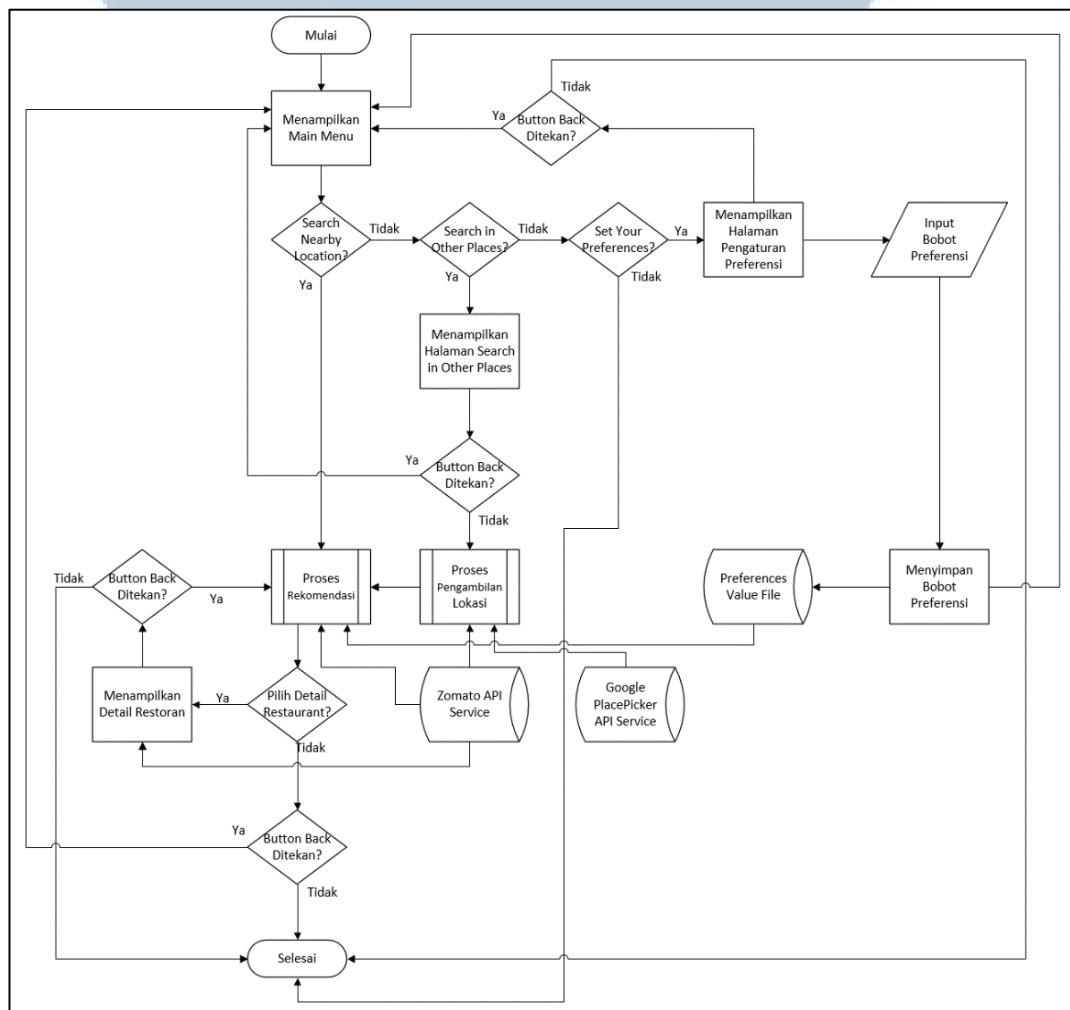 Mulai
Menampilkan
Main Menu
Tidak
Button Back
Ditekan?
Ya
Search
Nearby
Location?
Tidak
Ya
Search in
Other Places?
Tidak
Ya
Set Your
Preferences?
Ya
Tidak
Menampilkan
Halaman
Pengaturan
Preferensi
Input
Bobot
Preferensi
Menampilkan
Halaman Search
in Other Places
Ya
Button Back
Ditekan?
Tidak
Tidak
Button Back
Ditekan?
Ya
Proses
Rekomendasi
Proses
Pengambilan
Lokasi
Preferences
Value File
Menyimpan
Bobot
Preferensi
Menampilkan
Detail Restoran
Ya
Pilih Detail
Restaurant?
Tidak
Zomato API
Service
Google
PlacePicker
API Service
Ya
Button Back
Ditekan?
Tidak
Selesai